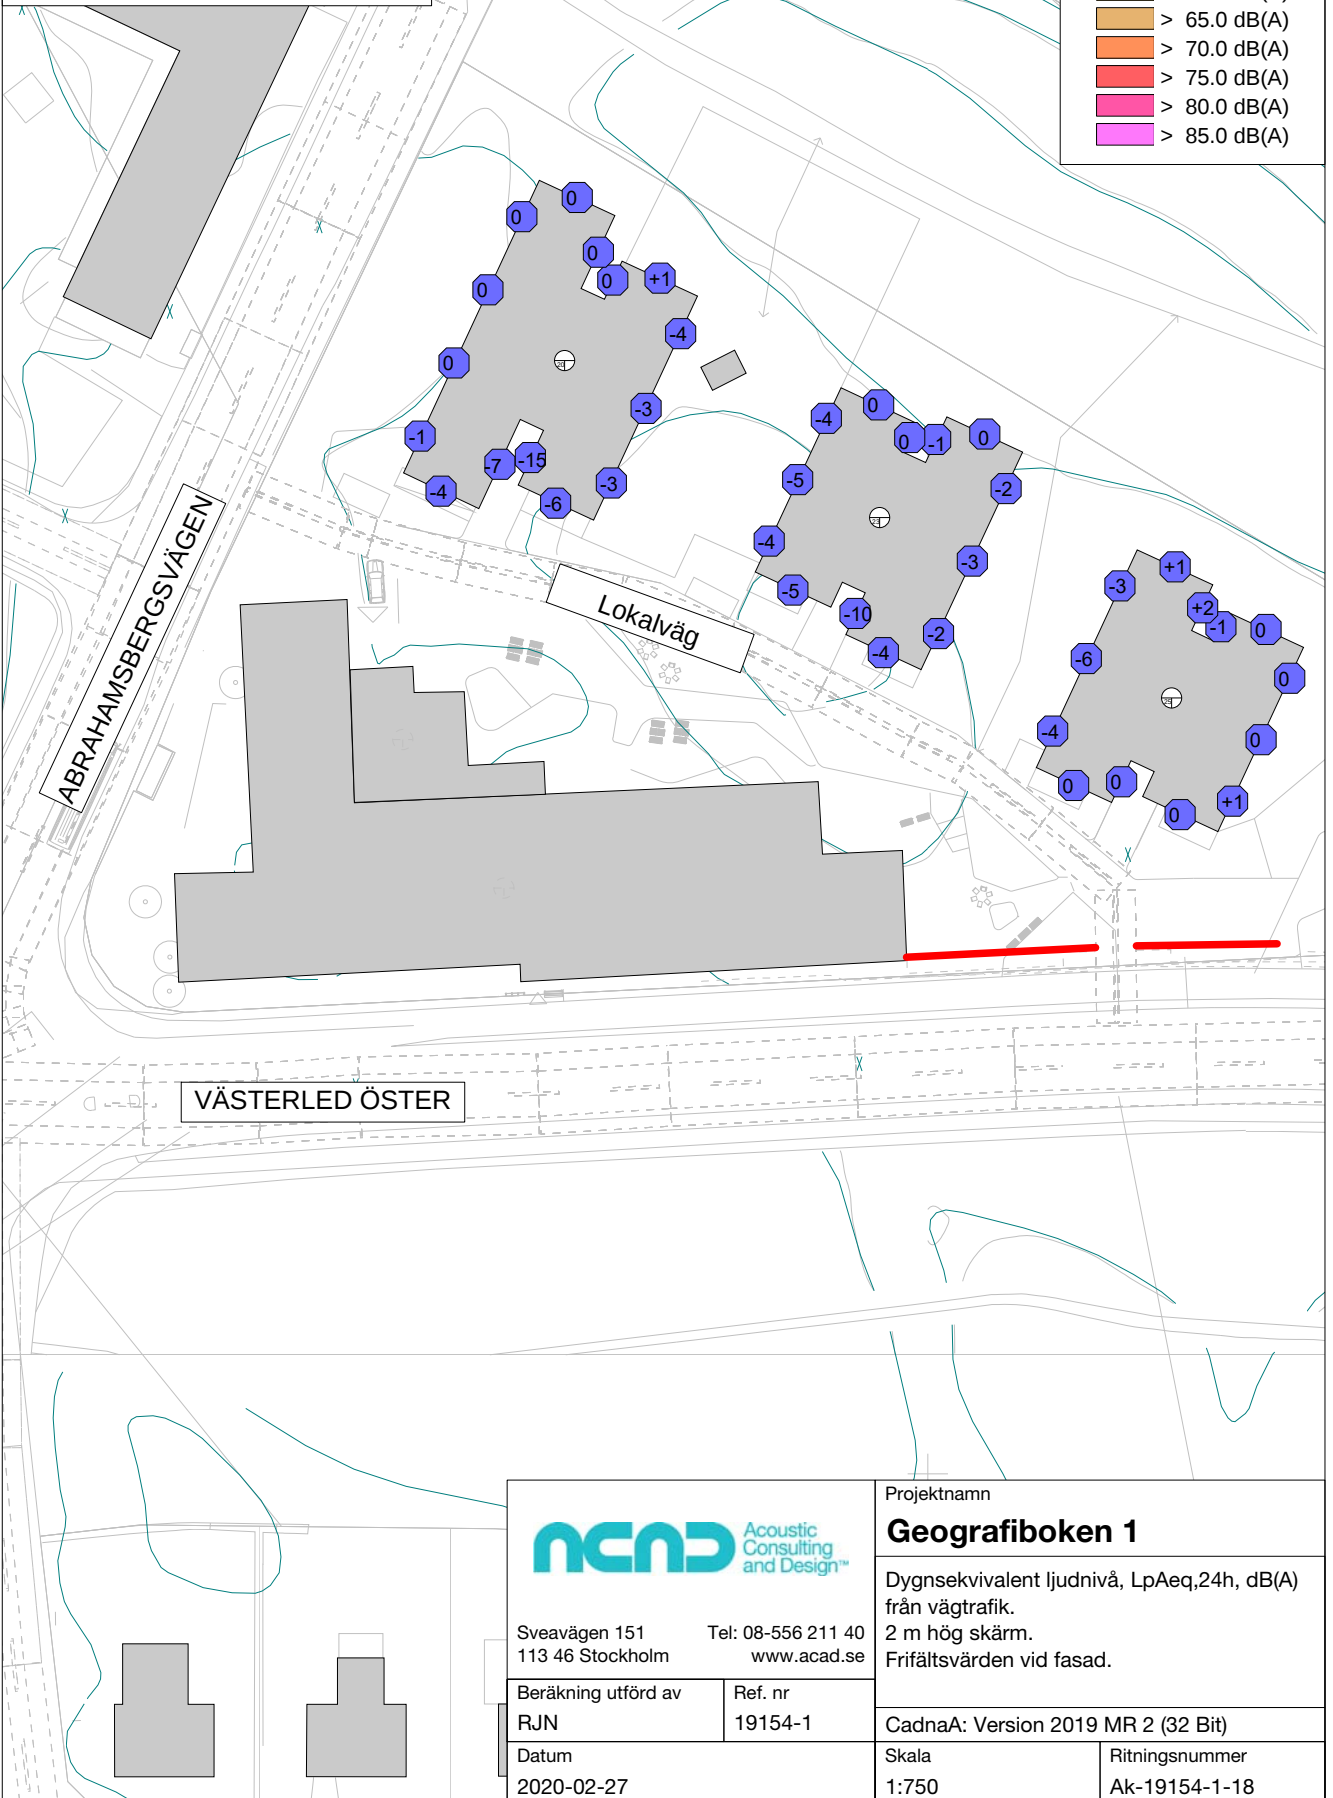 > 65.0 dB(A)
> 70.0 dB(A)
> 75.0 dB(A)
> 80.0 dB(A)
> 85.0 dB(A)
0
0
0
0
0
+1
-4
0
-3
-1
-7
-15
-4
-6
-3
-4
0
0
-1
0
-5
-2
-4
-3
-5
-10
-4
-2
-3
+1
+2
-1
0
-6
0
-4
0
0
0
0
+1
ABRAHAMSBERGSVÄGEN
Lokalväg
VÄSTERLED ÖSTER
ACAD
Acoustic
Consulting
and Design™
Sveavägen 151
113 46 Stockholm
Tel: 08-556 211 40
www.acad.se
Beräkning utförd av
RJN
Ref. nr
19154-1
Datum
2020-02-27
Projektnamn
Geografiboken 1
Dygnsekvivalent ljudnivå, LpAeq,24h, dB(A)
från vägtrafik.
2 m hög skärm.
Frifältsvärden vid fasad.
CadnaA: Version 2019 MR 2 (32 Bit)
Skala
1:750
Ritningsnummer
Ak-19154-1-18